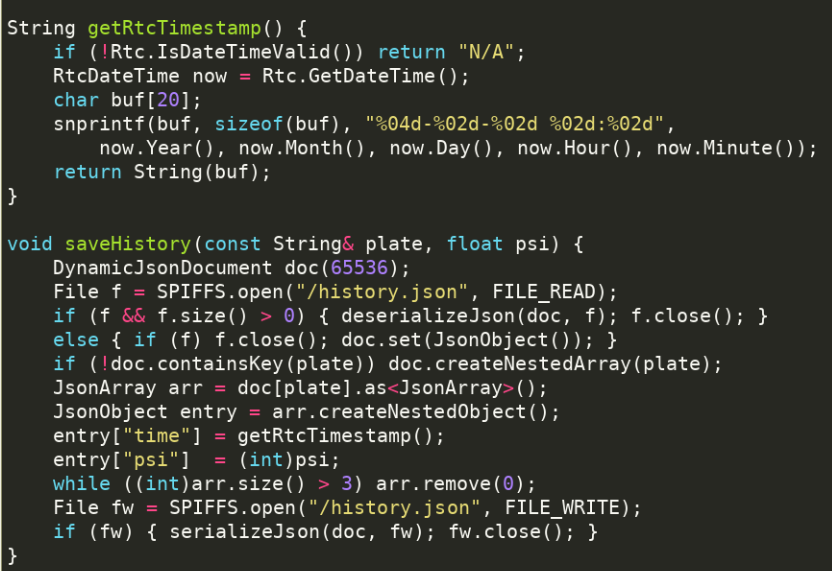 String getRtcTimestamp() {
    if (!Rtc.IsDateTimeValid()) return "N/A";
    RtcDateTime now = Rtc.GetDateTime();
    char buf[20];
    snprintf(buf, sizeof(buf), "%04d-%02d-%02d %02d:%02d",
        now.Year(), now.Month(), now.Day(), now.Hour(), now.Minute());
    return String(buf);
}

void saveHistory(const String& plate, float psi) {
    DynamicJsonDocument doc(65536);
    File f = SPIFFS.open("/history.json", FILE_READ);
    if (f && f.size() > 0) { deserializeJson(doc, f); f.close(); }
    else { if (f) f.close(); doc.set(JsonObject()); }
    if (!doc.containsKey(plate)) doc.createNestedArray(plate);
    JsonArray arr = doc[plate].as<JsonArray>();
    JsonObject entry = arr.createNestedObject();
    entry["time"] = getRtcTimestamp();
    entry["psi"]  = (int)psi;
    while ((int)arr.size() > 3) arr.remove(0);
    File fw = SPIFFS.open("/history.json", FILE_WRITE);
    if (fw) { serializeJson(doc, fw); fw.close(); }
}